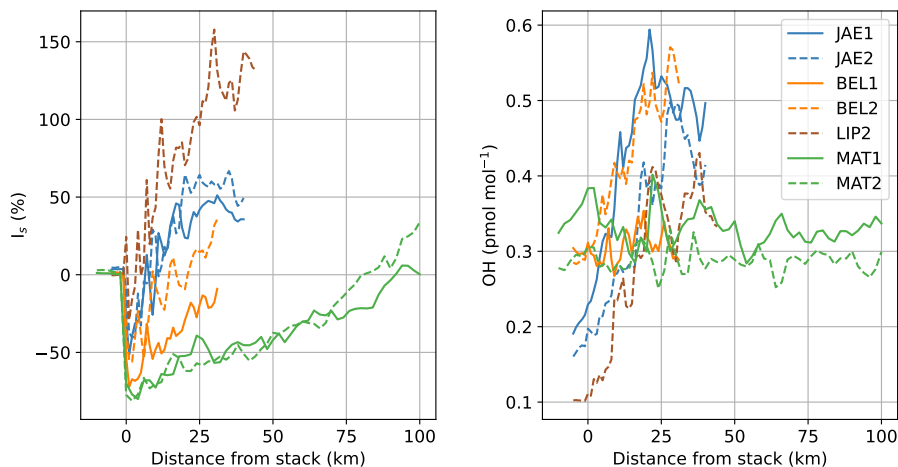 150
100
50
0
−50
I_s (%)
0
25
50
75
100
Distance from stack (km)
0.6
0.5
0.4
0.3
0.2
0.1
OH (pmol mol⁻¹)
0
25
50
75
100
Distance from stack (km)
JAE1
JAE2
BEL1
BEL2
LIP2
MAT1
MAT2